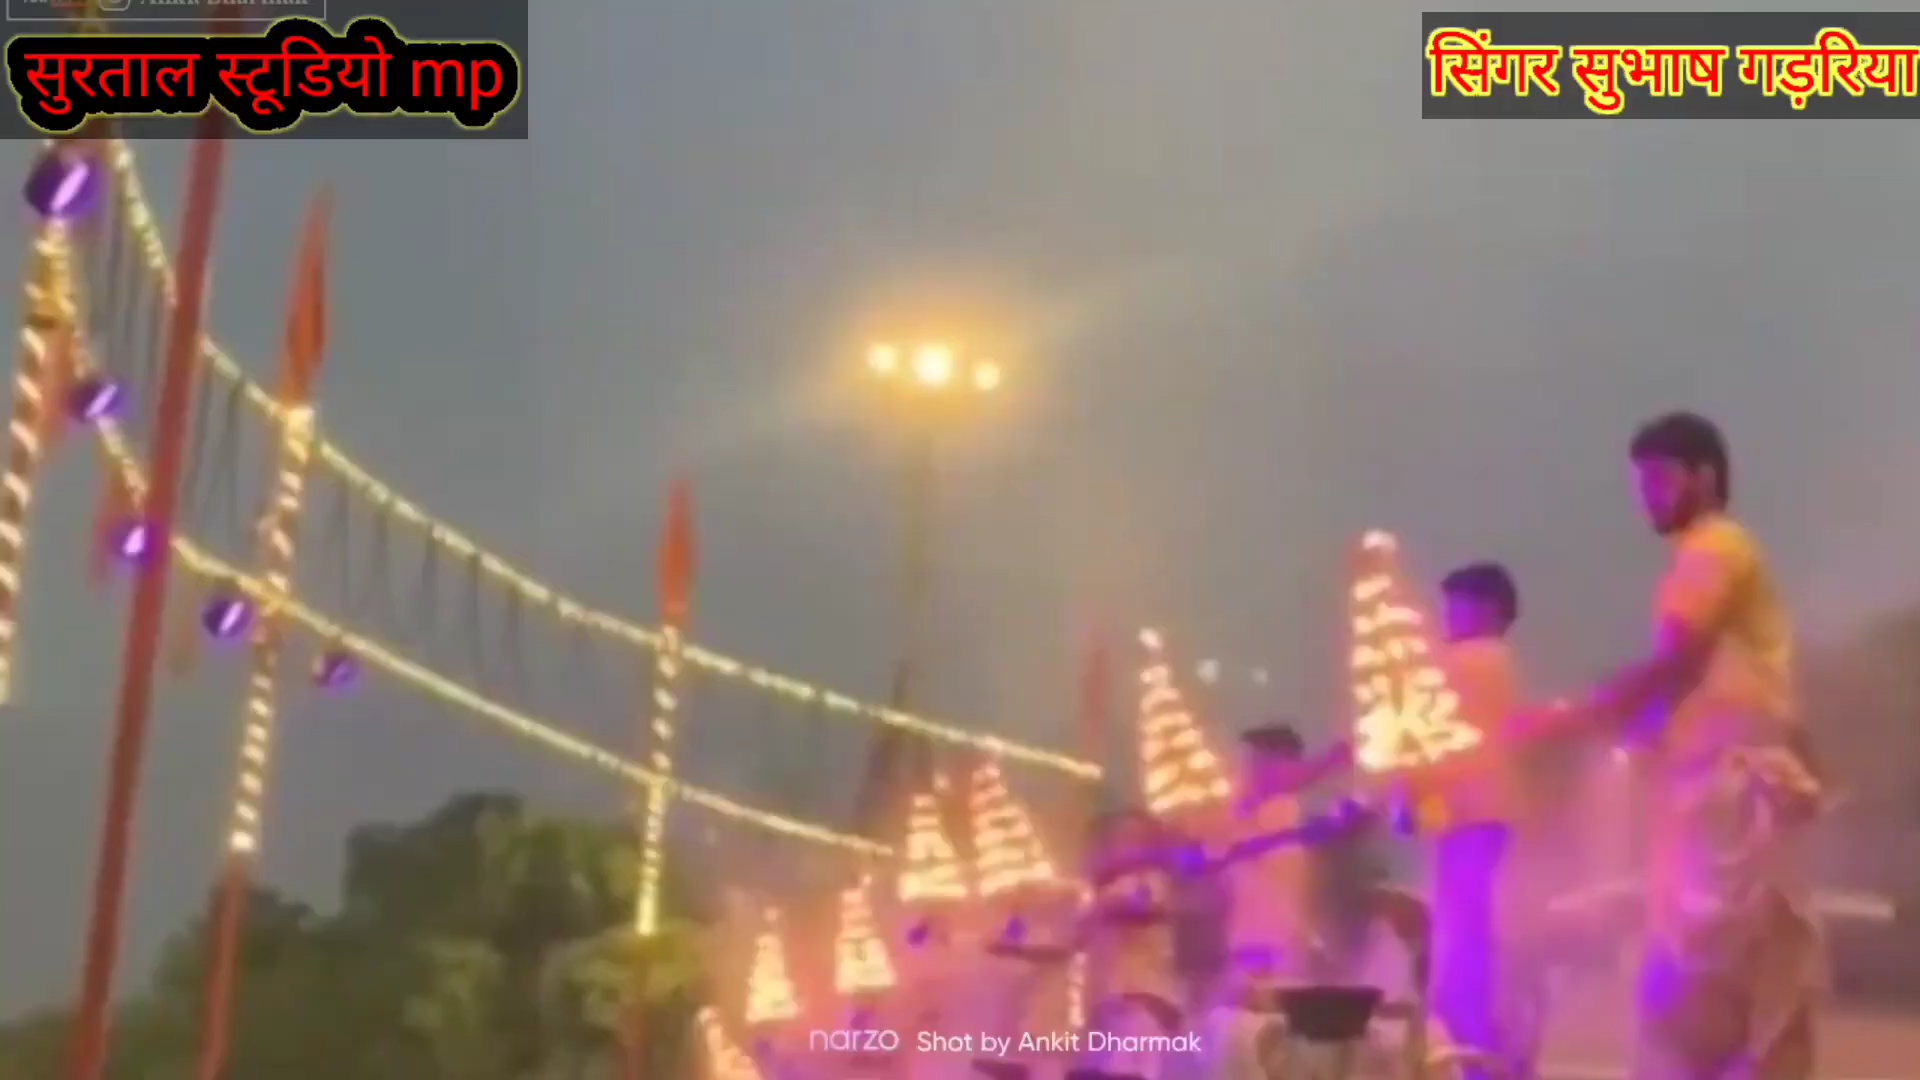 सुरताल स्टूडियो mp
सिंगर सुभाष गड़रिया
narzo Shot by Ankit Dharmak